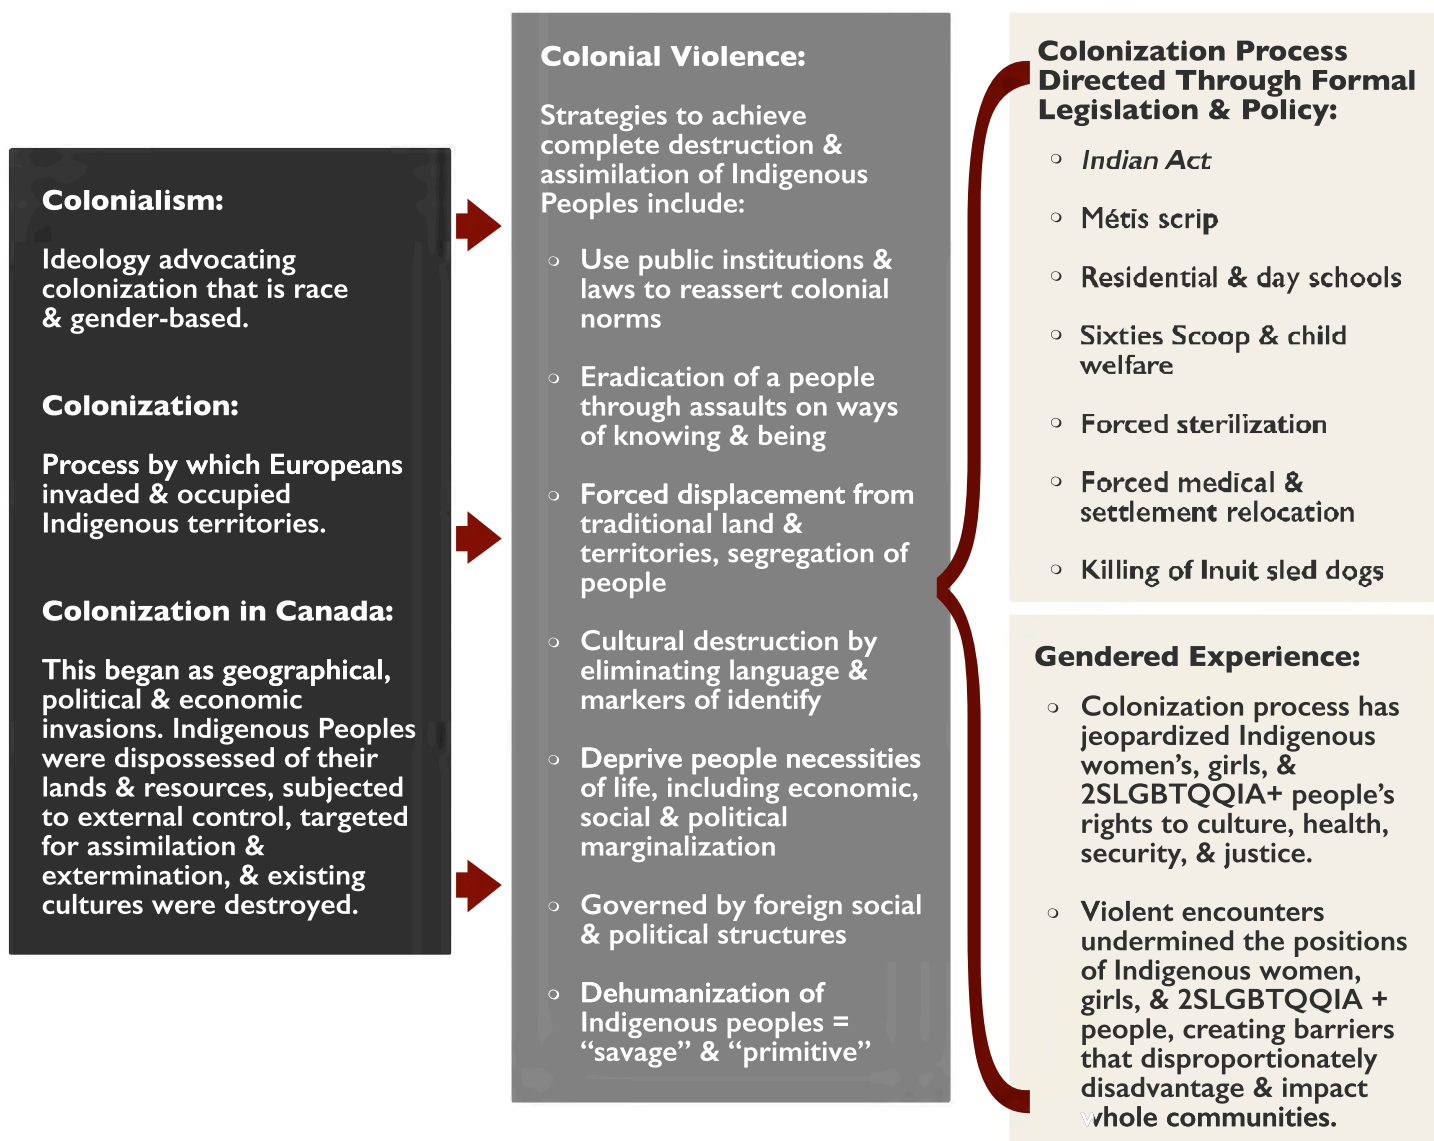 Colonialism:
Ideology advocating
colonization that is race
& gender-based.
Colonization:
Process by which Europeans
invaded & occupied
Indigenous territories.
Colonization in Canada:
This began as geographical,
political & economic
invasions. Indigenous Peoples
were dispossessed of their
lands & resources, subjected
to external control, targeted
for assimilation &
extermination, & existing
cultures were destroyed.
Colonial Violence:
Strategies to achieve
complete destruction &
assimilation of Indigenous
Peoples include:
○ Use public institutions &
laws to reassert colonial
norms
○ Eradication of a people
through assaults on ways
of knowing & being
○ Forced displacement from
traditional land &
territories, segregation of
people
○ Cultural destruction by
eliminating language &
markers of identify
○ Deprive people necessities
of life, including economic,
social & political
marginalization
○ Governed by foreign social
& political structures
○ Dehumanization of
Indigenous peoples =
“savage” & “primitive”
Colonization Process
Directed Through Formal
Legislation & Policy:
○ Indian Act
○ Métis scrip
○ Residential & day schools
○ Sixties Scoop & child
welfare
○ Forced sterilization
○ Forced medical &
settlement relocation
○ Killing of Inuit sled dogs
Gendered Experience:
○ Colonization process has
jeopardized Indigenous
women’s, girls, &
2SLGBTQQIA+ people’s
rights to culture, health,
security, & justice.
○ Violent encounters
undermined the positions
of Indigenous women,
girls, & 2SLGBTQQIA +
people, creating barriers
that disproportionately
disadvantage & impact
whole communities.